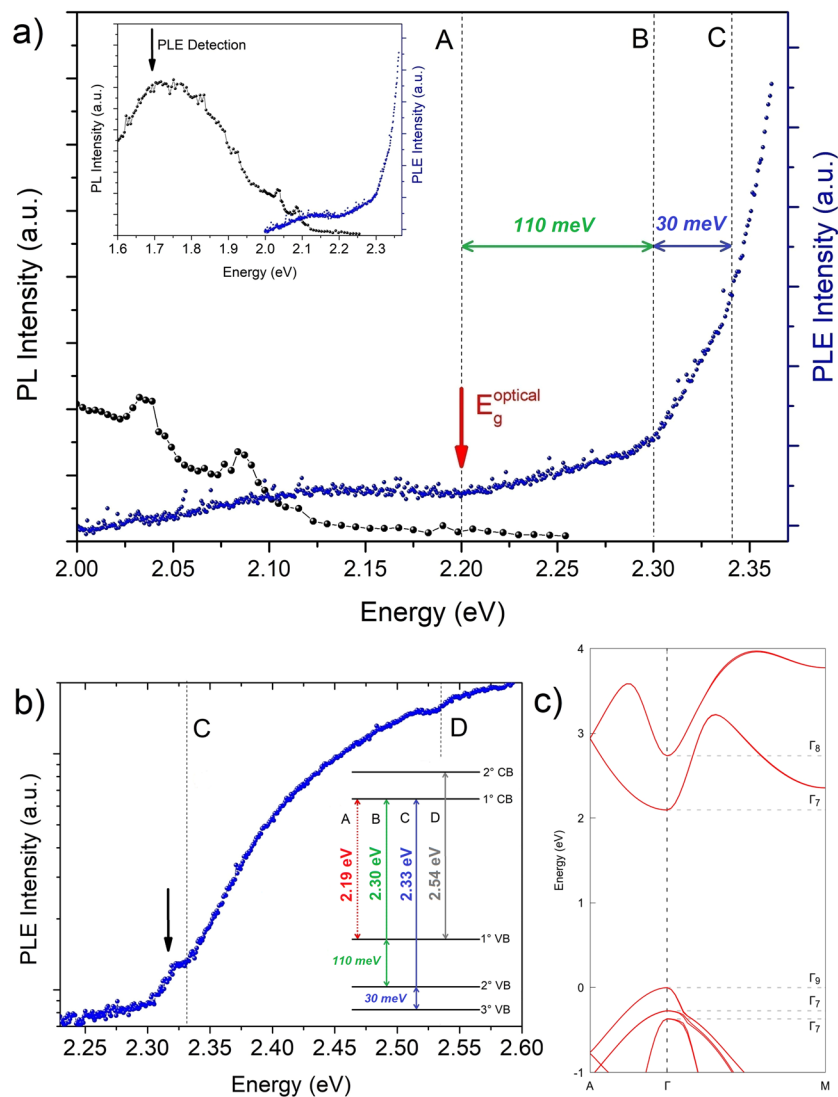 a)
PLE Detection
PL Intensity (a.u.)
PLE Intensity (a.u.)
1.6 1.7 1.8 1.9 2.0 2.1 2.2 2.3
Energy (eV)
A
B
C
110 meV
30 meV
E_g^optical
PL Intensity (a.u.)
PLE Intensity (a.u.)
2.00 2.05 2.10 2.15 2.20 2.25 2.30 2.35
Energy (eV)
b)
C
D
PLE Intensity (a.u.)
2° CB
1° CB
A
B
C
D
2.19 eV
2.30 eV
2.33 eV
2.54 eV
1° VB
110 meV
2° VB
30 meV
3° VB
2.25 2.30 2.35 2.40 2.45 2.50 2.55 2.60
Energy (eV)
c)
4
3
2
1
0
-1
Energy (eV)
Γ8
Γ7
Γ9
Γ7
Γ7
A
Γ
M